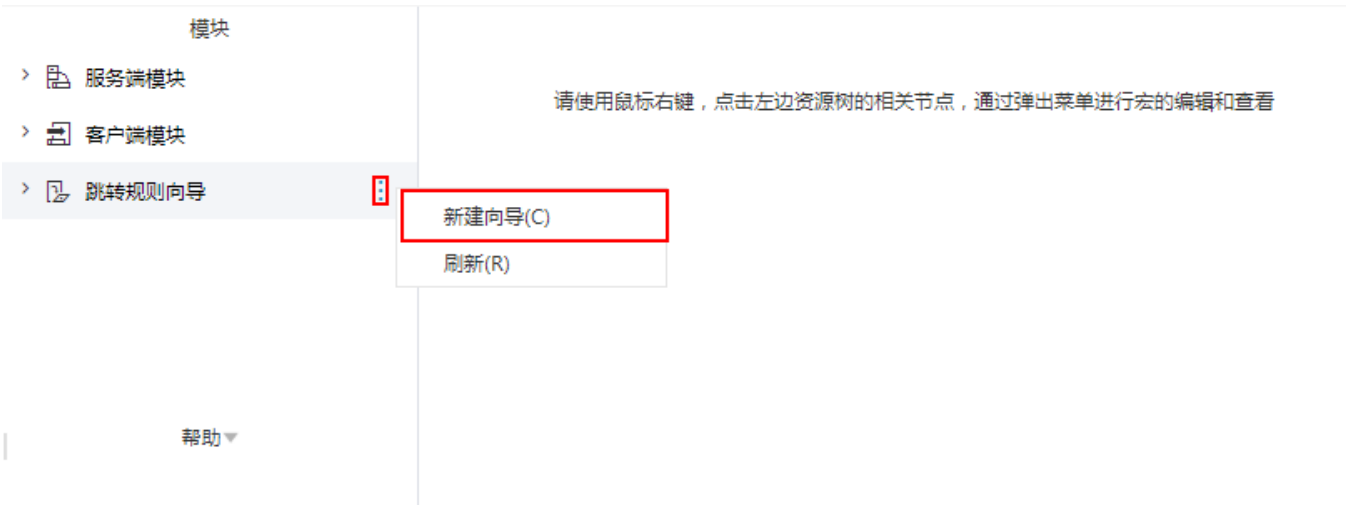 模块
服务端模块
请使用鼠标右键，点击左边资源树的相关节点，通过弹出菜单进行宏的编辑和查看
客户端模块
跳转规则向导
新建向导(C)
刷新(R)
帮助